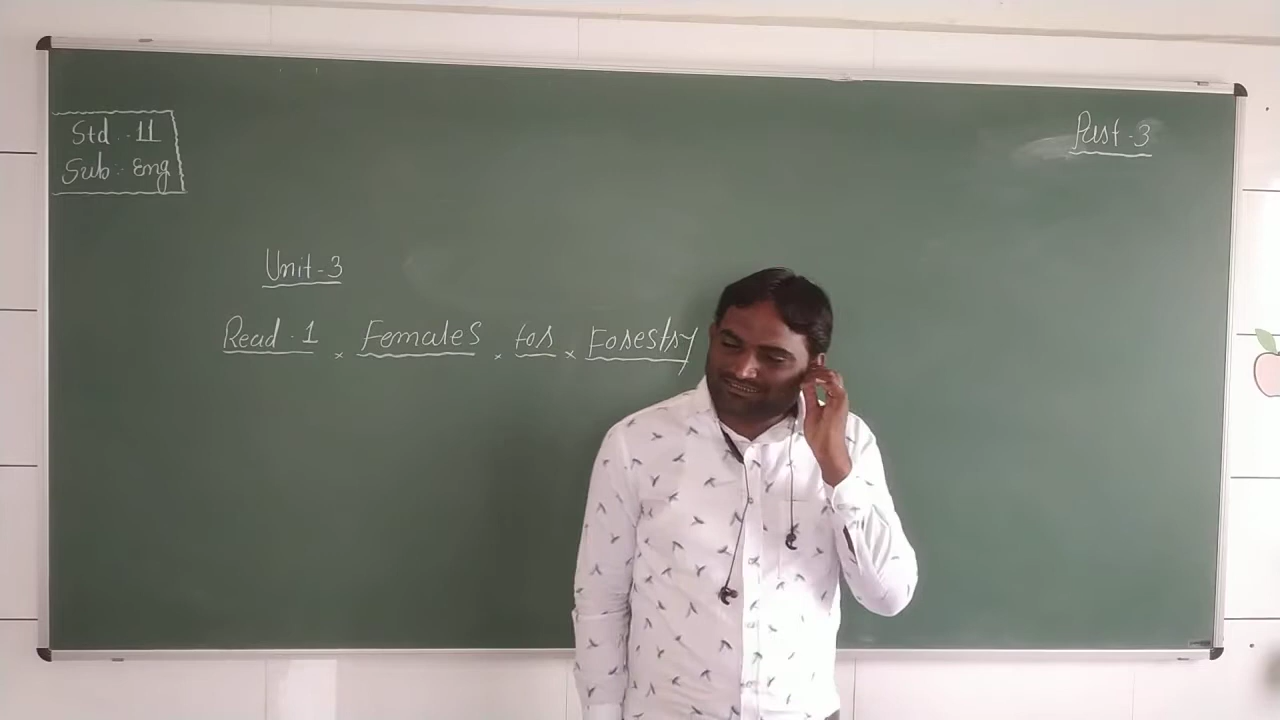 Std :- 11
Sub :- Eng
Part - 3
Unit - 3
Read . 1 × Females × for × Forestry